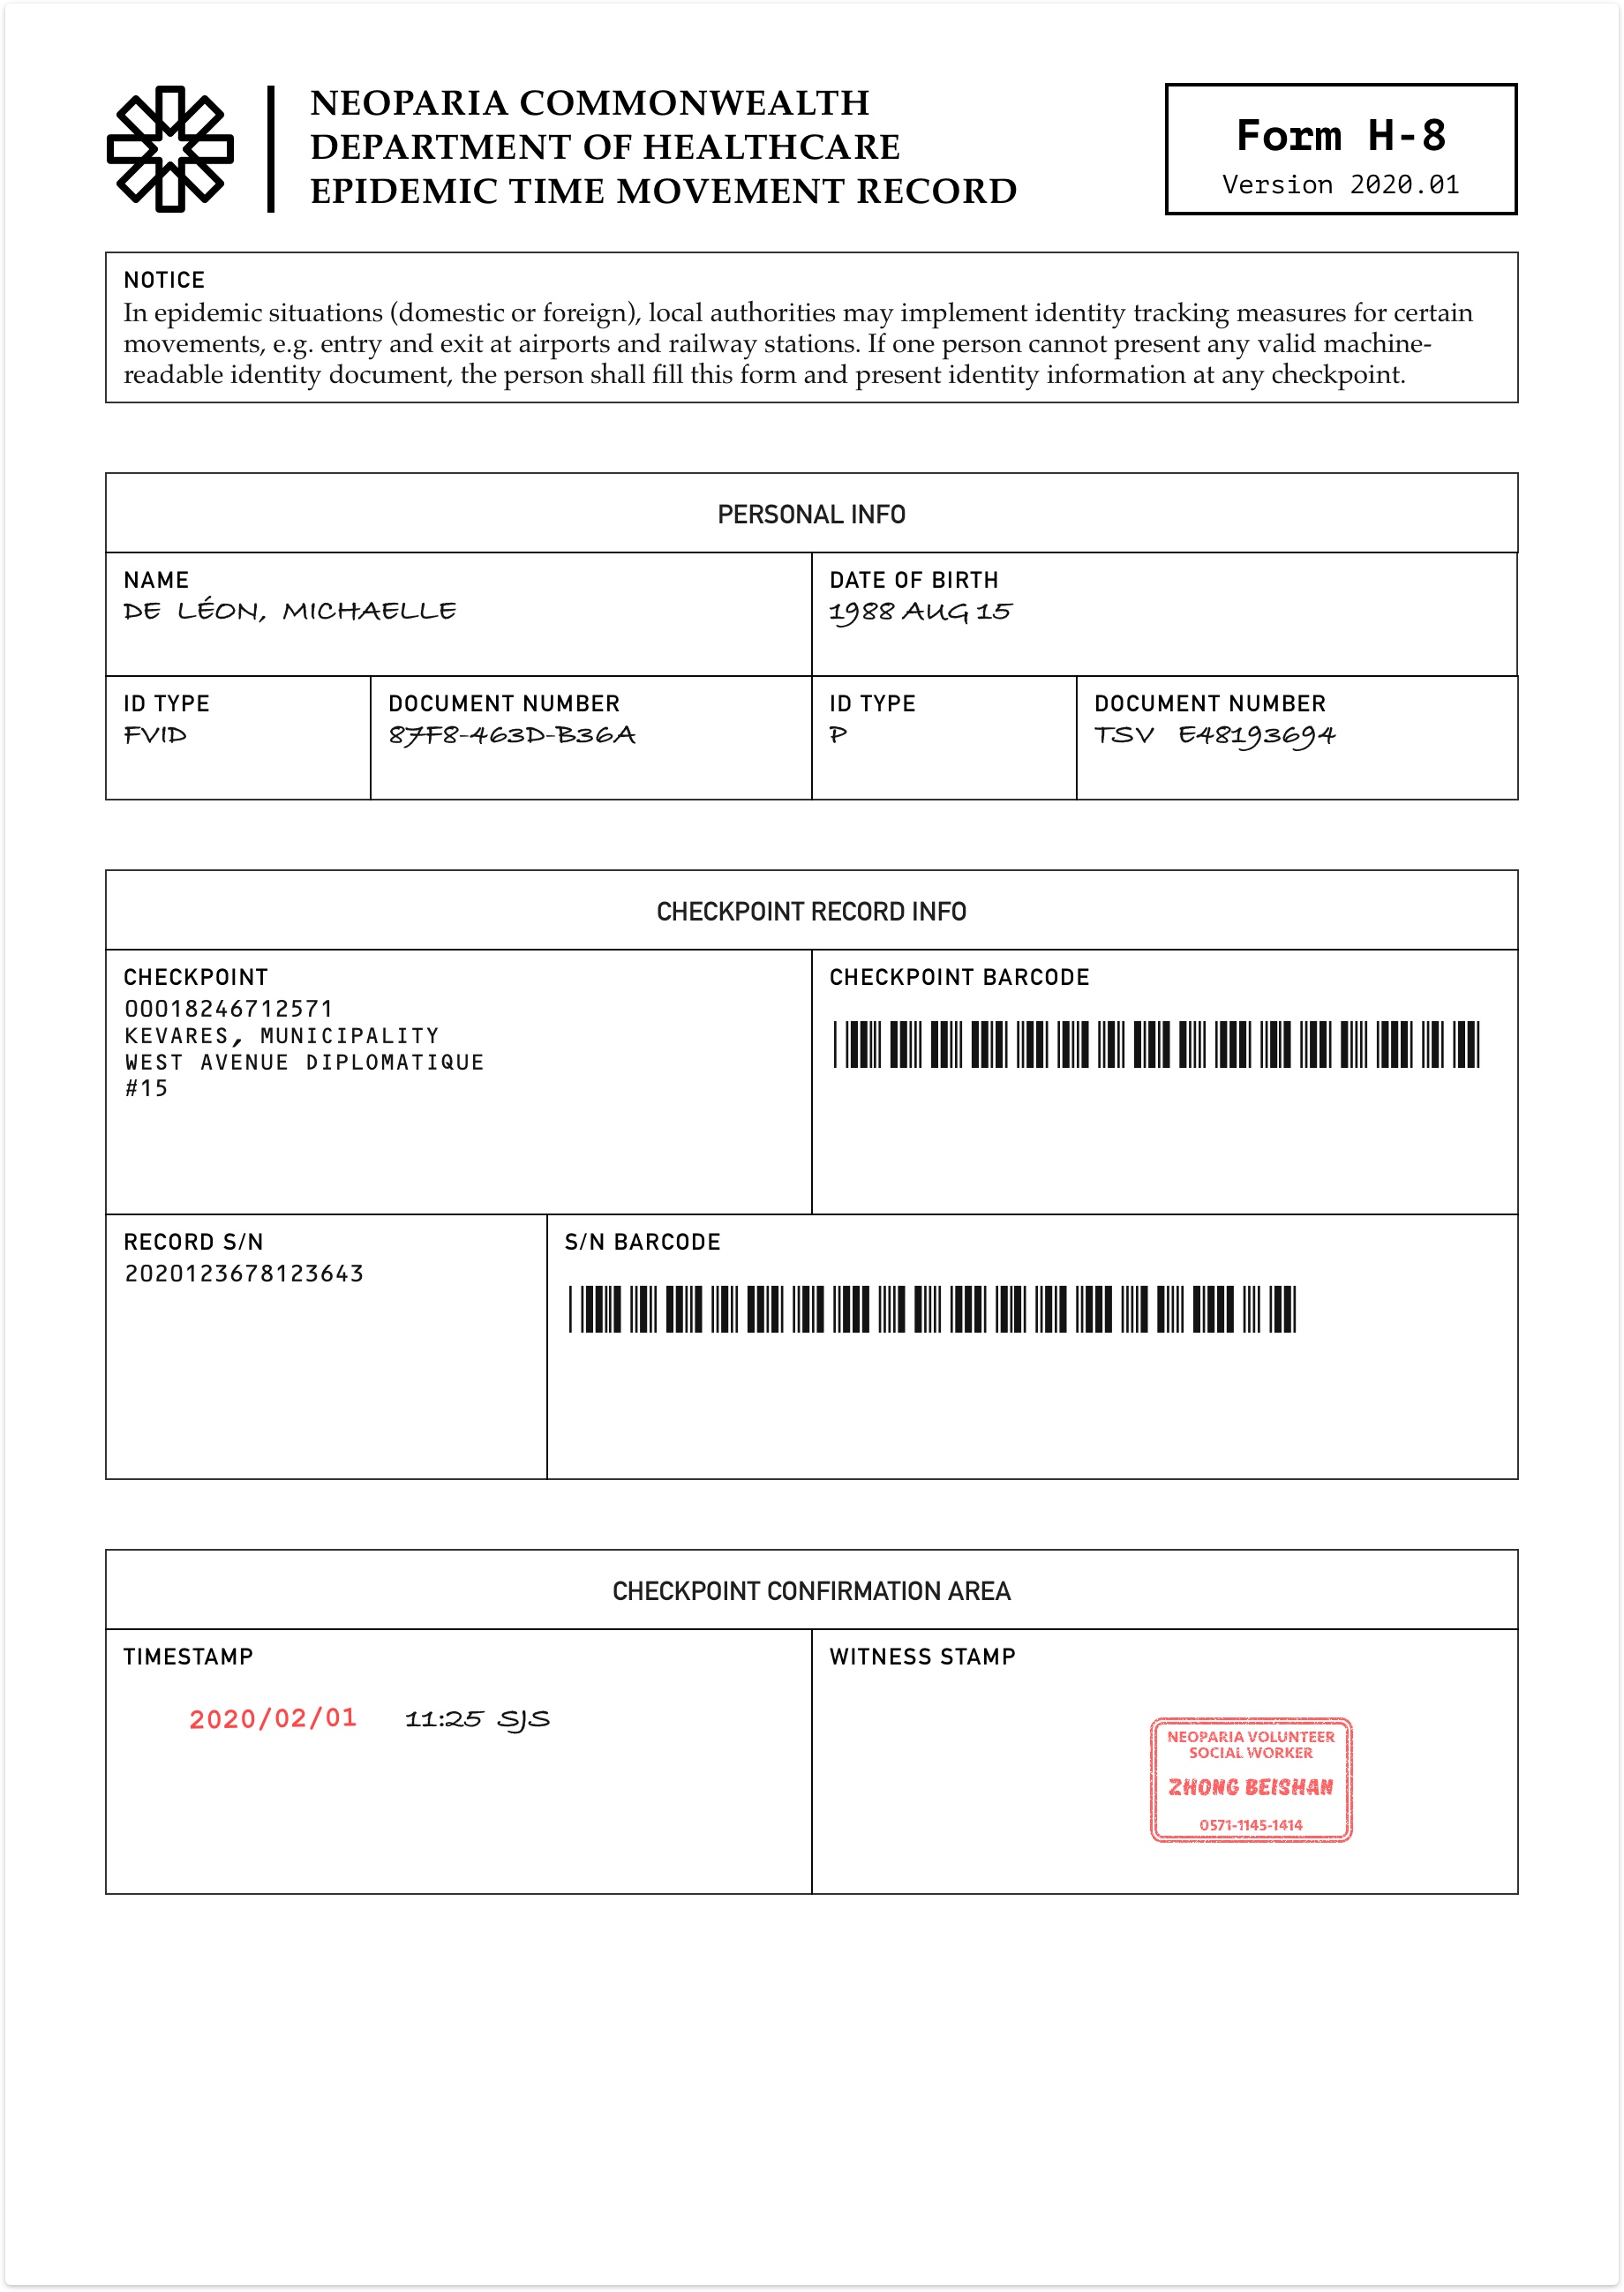 NEOPARIA COMMONWEALTH
DEPARTMENT OF HEALTHCARE
EPIDEMIC TIME MOVEMENT RECORD
Form H-8
Version 2020.01
NOTICE
In epidemic situations (domestic or foreign), local authorities may implement identity tracking measures for certain
movements, e.g. entry and exit at airports and railway stations. If one person cannot present any valid machine-
readable identity document, the person shall fill this form and present identity information at any checkpoint.
PERSONAL INFO
NAME
DE LÉON, MICHAELLE
DATE OF BIRTH
1988 AUG 15
ID TYPE
FVID
DOCUMENT NUMBER
87F8-463D-B36A
ID TYPE
P
DOCUMENT NUMBER
TSV E48193694
CHECKPOINT RECORD INFO
CHECKPOINT
00018246712571
KEVARES, MUNICIPALITY
WEST AVENUE DIPLOMATIQUE
#15
CHECKPOINT BARCODE
RECORD S/N
2020123678123643
S/N BARCODE
CHECKPOINT CONFIRMATION AREA
TIMESTAMP
2020/02/01 11:25 SJS
WITNESS STAMP
NEOPARIA VOLUNTEER
SOCIAL WORKER
ZHONG BEISHAN
0571-1145-1414